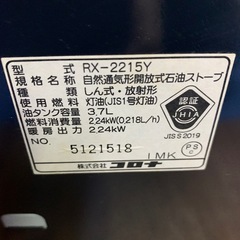 型式 RX-2215Y
規格名称 自然通気形開放式石油ストーブ
種類 しん式・放射形
使用燃料 灯油(JIS1号灯油)
油タンク容量 3.7L
燃料消費量 2.24kW(0.218L/h)
暖房出力 2.24kW
NO. 5121518
1MK
株式会社コロナ
認証
JHIA
JIS S 2019
PS
C